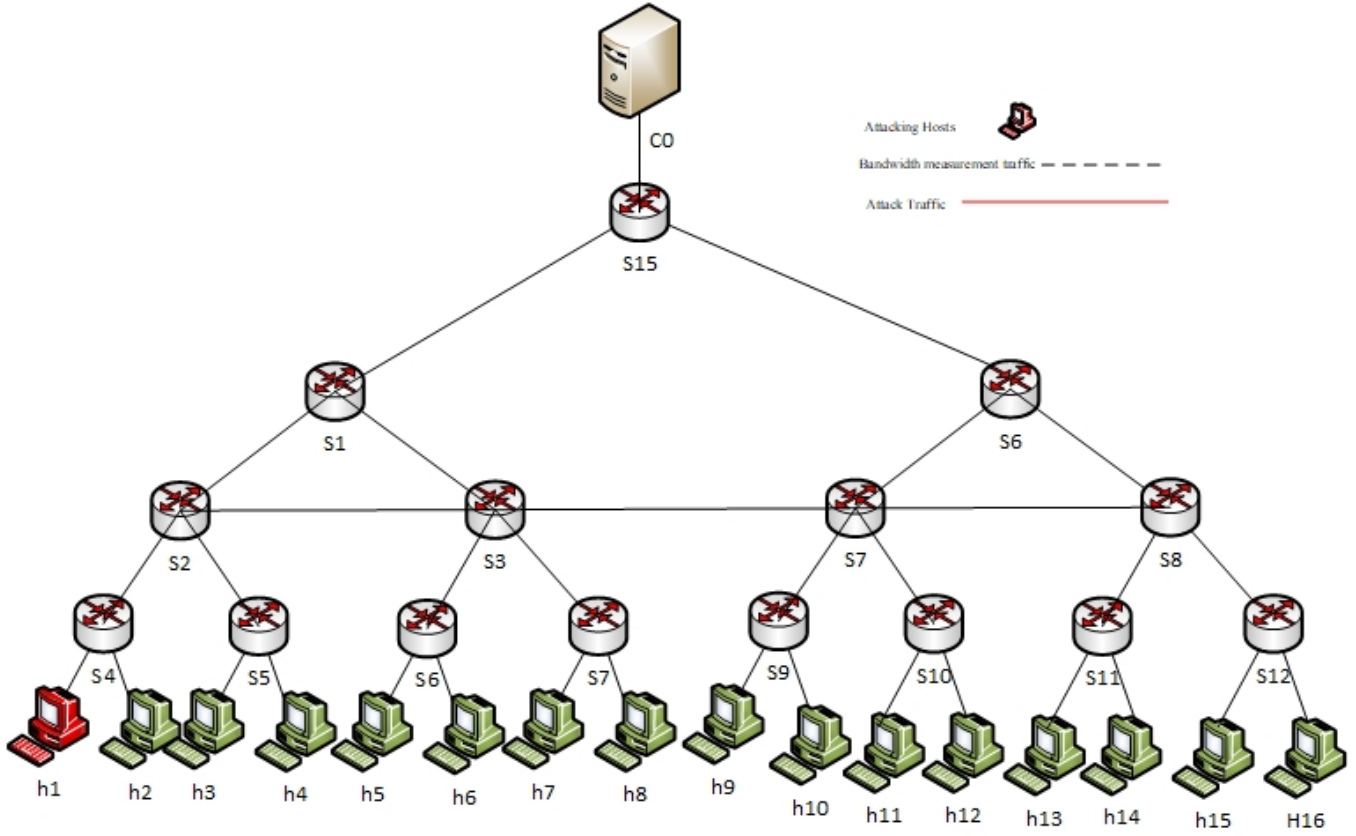 Attacking Hosts
C0
Bandwidth measurement traffic
Attack Traffic
S15
S1
S6
S2
S3
S7
S8
S4
S5
S6
S7
S9
S10
S11
S12
h1
h2
h3
h4
h5
h6
h7
h8
h9
h10
h11
h12
h13
h14
h15
H16